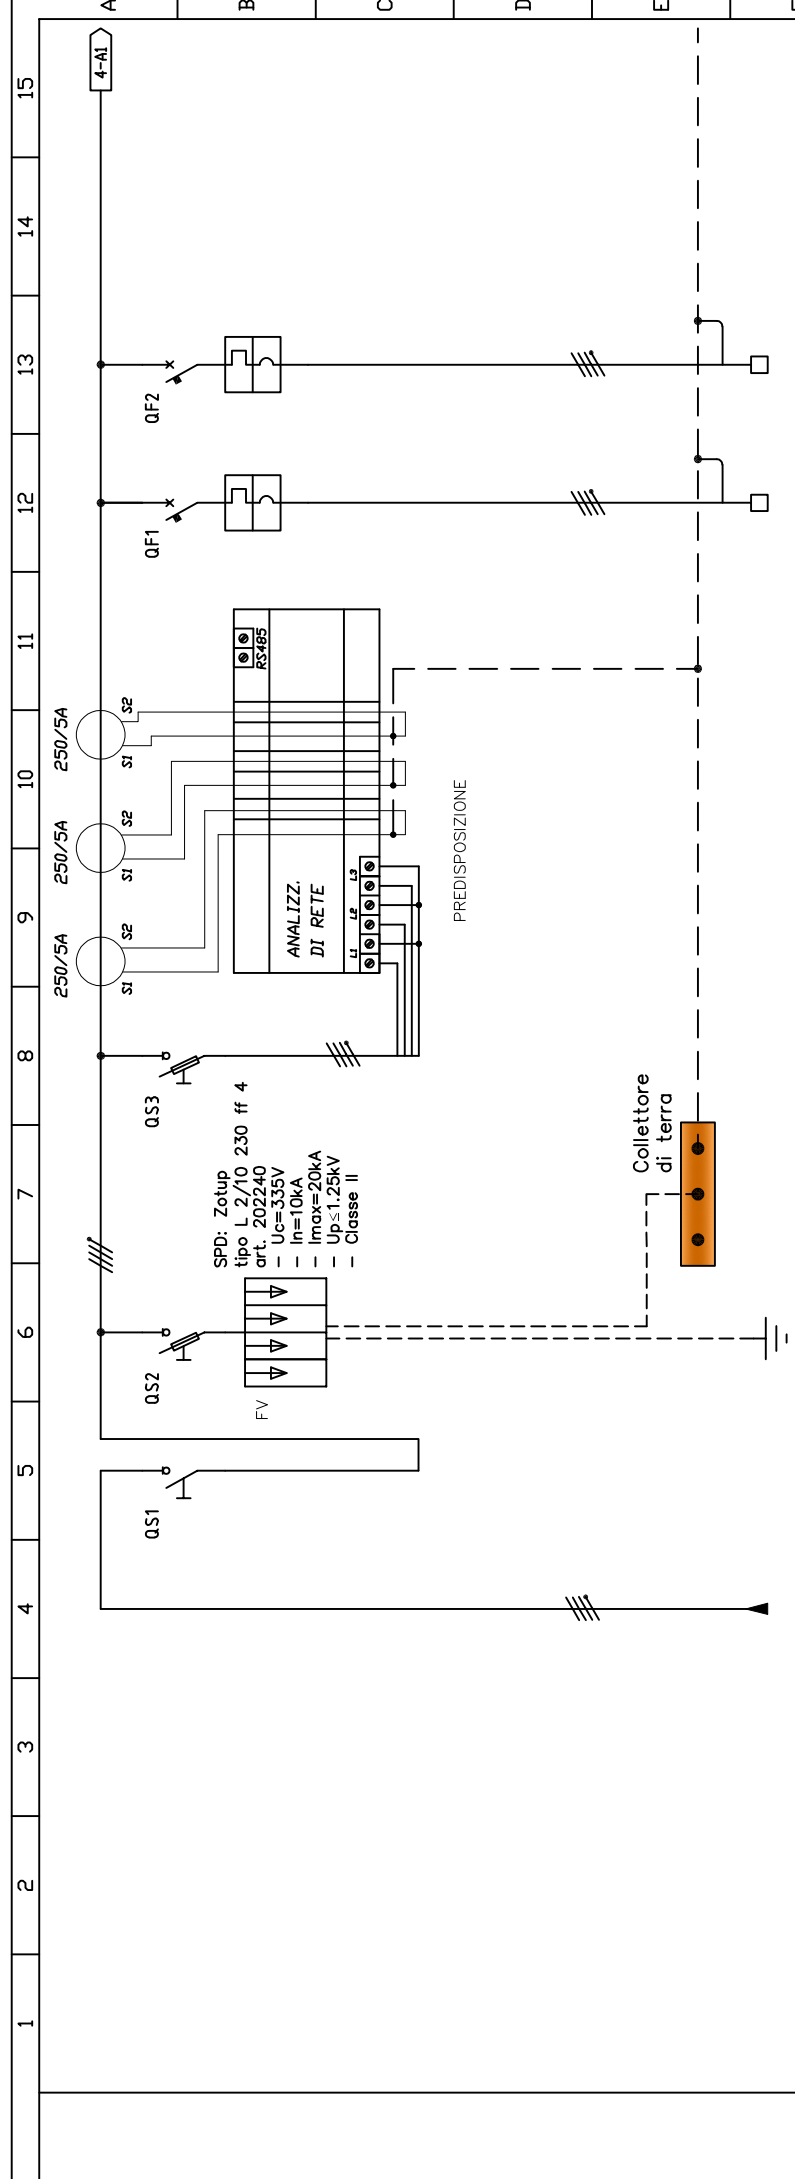 1
2
3
4
5
6
7
8
9
10
11
12
13
14
15
A
B
C
D
E
4-A1
QS1
QS2
FV
SPD: Zotup
tipo L 2/10 230 ff 4
art. 202240
- Uc=335V
- In=10kA
- Imax=20kA
- Up≤1.25kV
- Classe II
QS3
250/5A
S1
S2
250/5A
S1
S2
250/5A
S1
S2
ANALIZZ.
DI RETE
L1
L2
L3
RS485
PREDISPOSIZIONE
QF1
QF2
Collettore
di terra